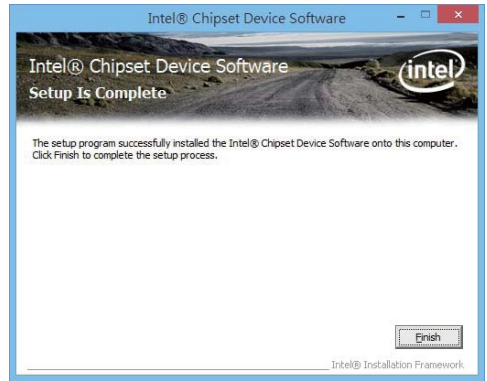 Intel® Chipset Device Software
Intel® Chipset Device Software
intel
Setup Is Complete
The setup program successfully installed the Intel® Chipset Device Software onto this computer.
Click Finish to complete the setup process.
Finish
Intel® Installation Framework